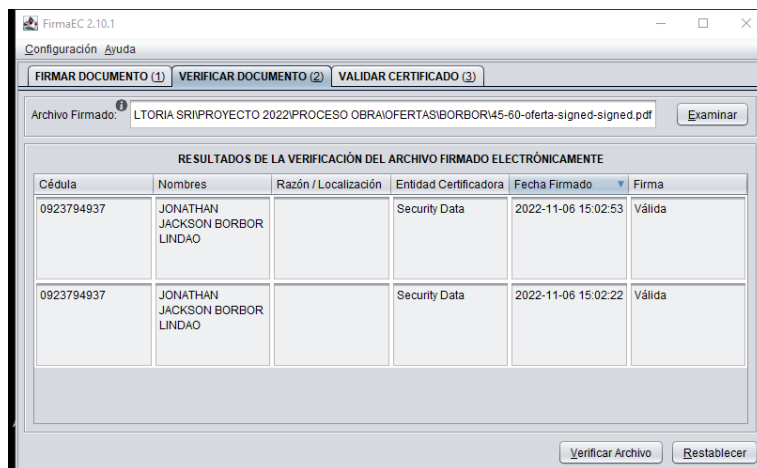 FirmaEC 2.10.1
Configuración Ayuda
FIRMAR DOCUMENTO (1) VERIFICAR DOCUMENTO (2) VALIDAR CERTIFICADO (3)
Archivo Firmado: LTORIA SRI\PROYECTO 2022\PROCESO OBRA\OFERTAS\BORBOR\45-60-oferta-signed-signed.pdf Examinar
RESULTADOS DE LA VERIFICACIÓN DEL ARCHIVO FIRMADO ELECTRÓNICAMENTE
Cédula Nombres Razón / Localización Entidad Certificadora Fecha Firmado Firma
0923794937 JONATHAN Security Data 2022-11-06 15:02:53 Válida
JACKSON BORBOR
LINDAO
0923794937 JONATHAN Security Data 2022-11-06 15:02:22 Válida
JACKSON BORBOR
LINDAO
Verificar Archivo Restablecer